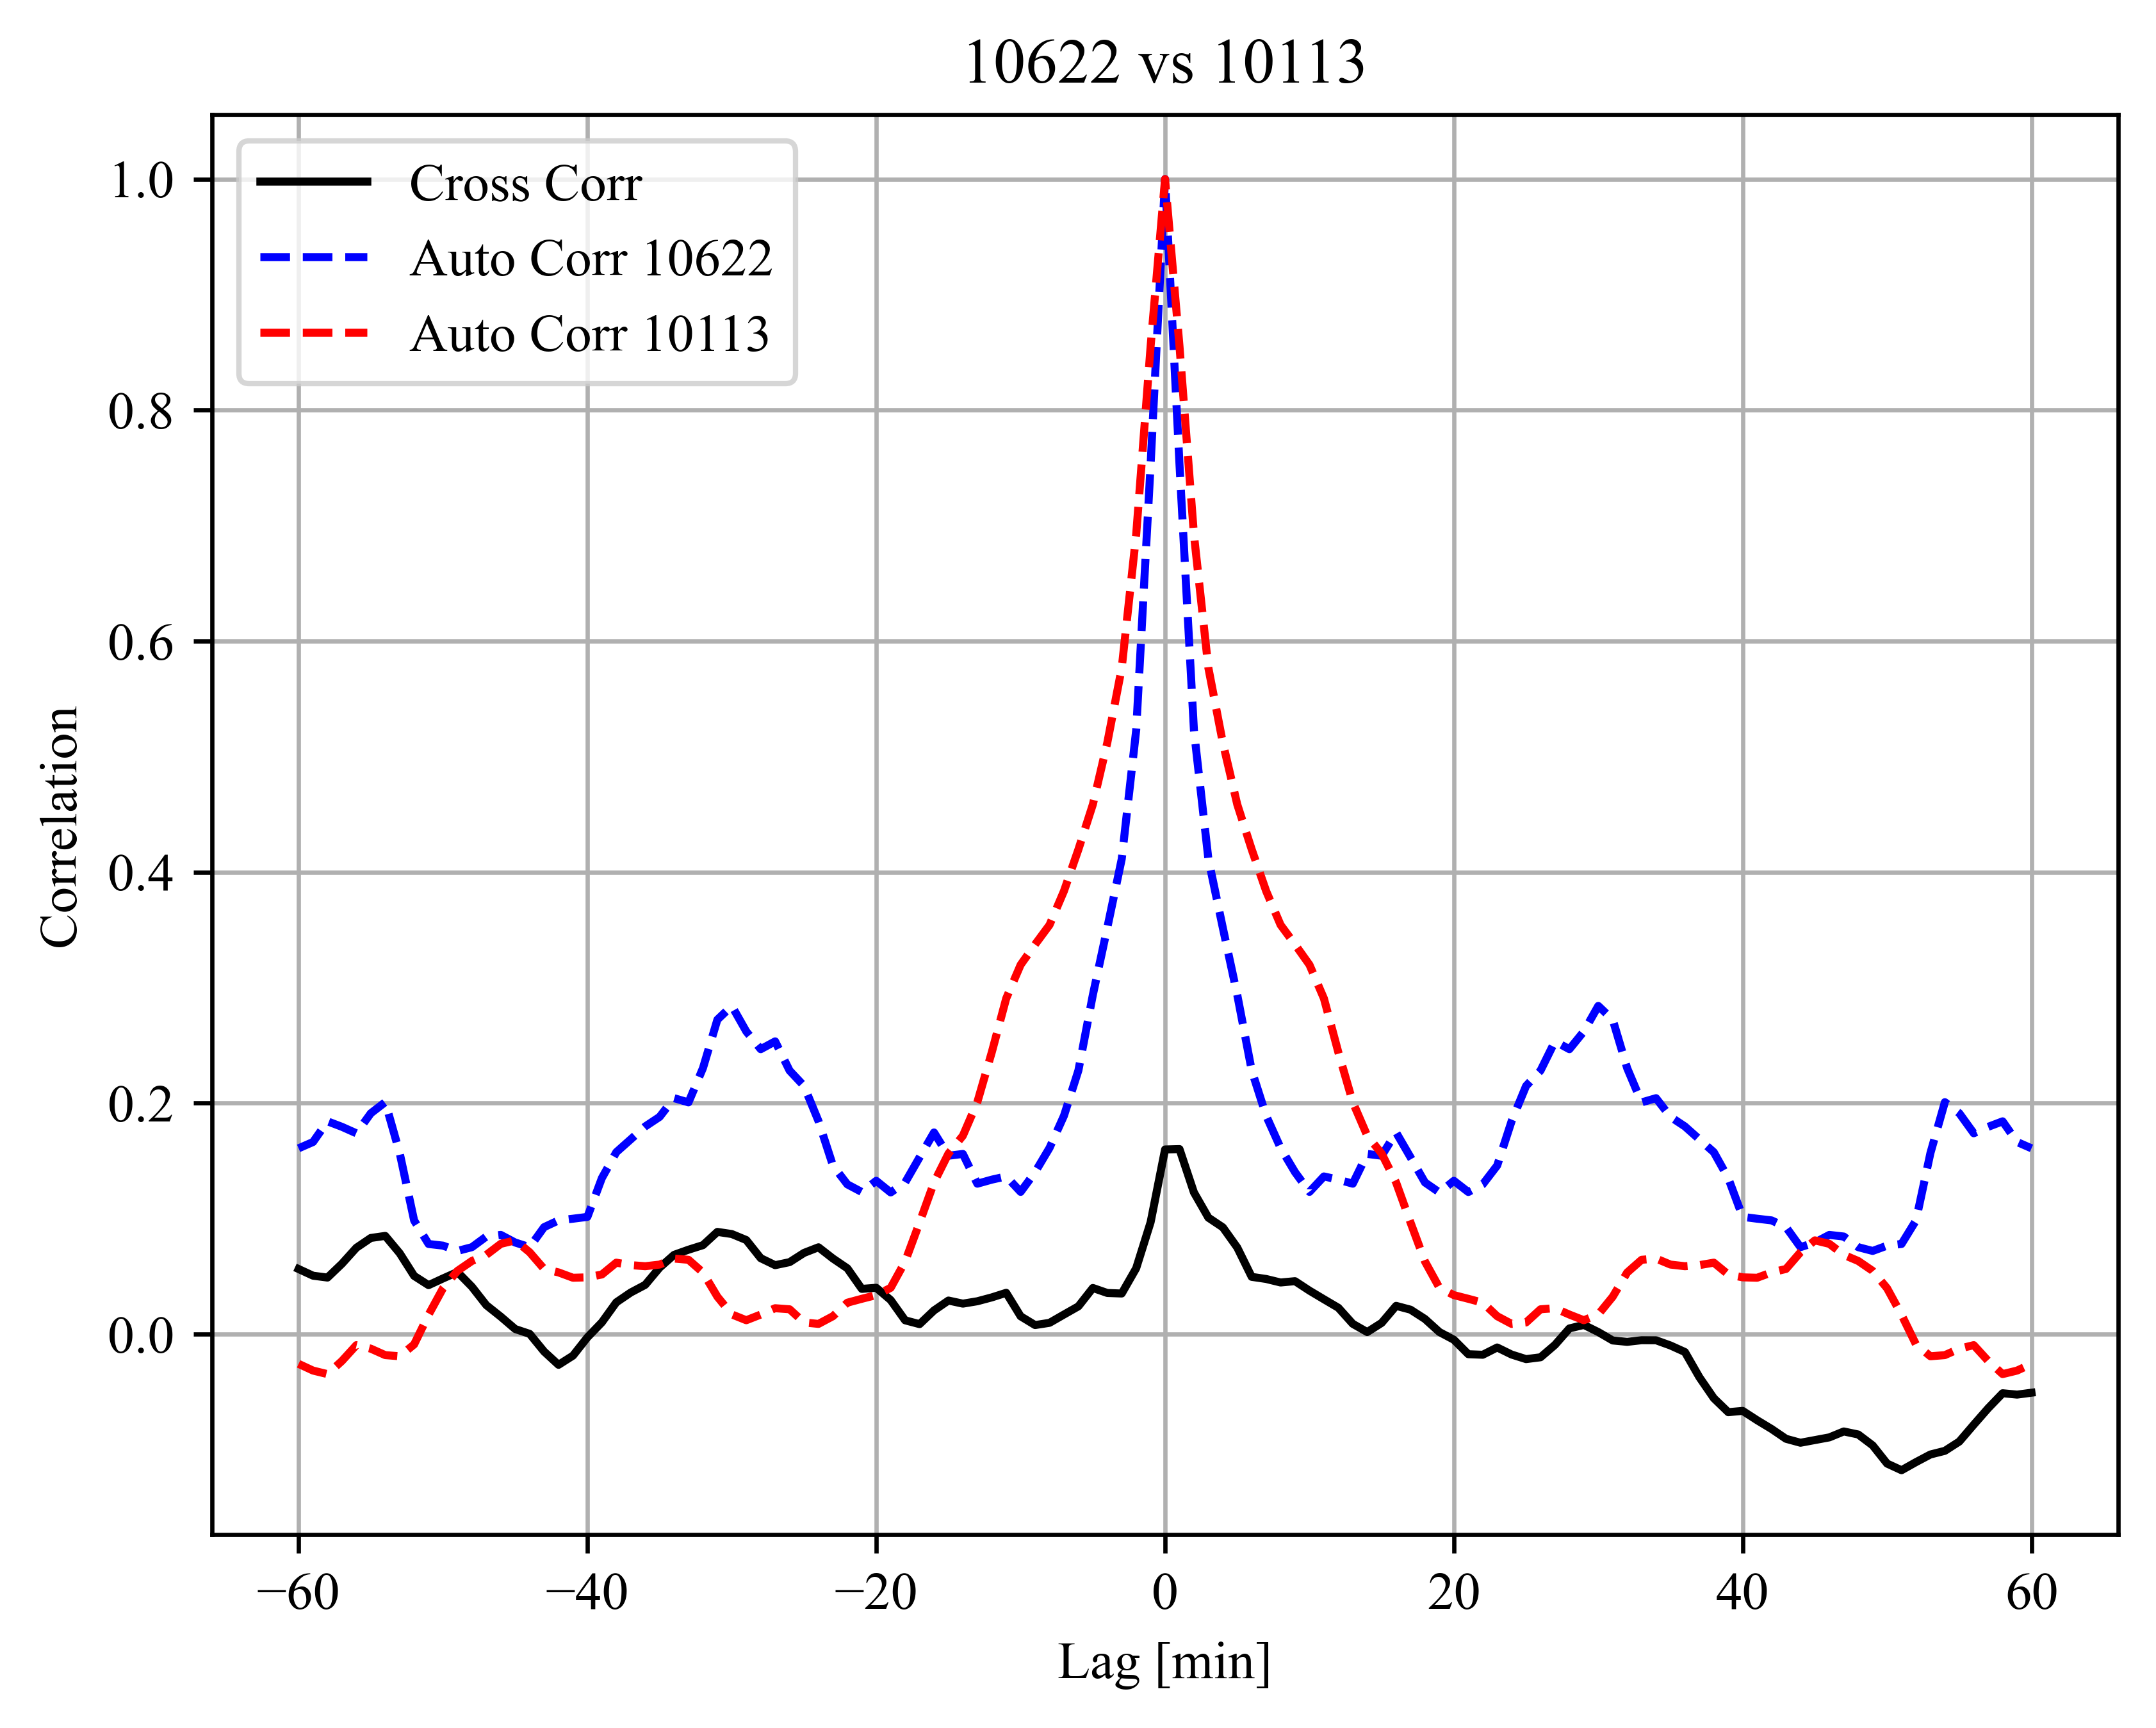 10622 vs 10113
Cross Corr
Auto Corr 10622
Auto Corr 10113
1.0
0.8
0.6
0.4
0.2
0.0
Correlation
−60 −40 −20 0 20 40 60
Lag [min]